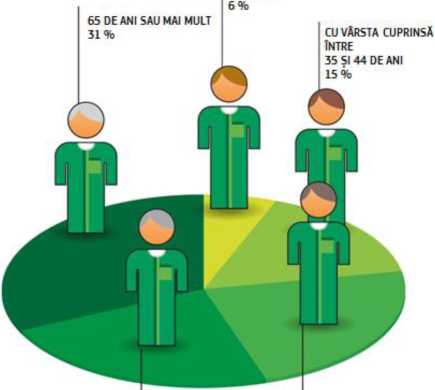 6 %
65 DE ANI SAU MAI MULT
31 %
CU VÂRSTA CUPRINSĂ
ÎNTRE
35 ȘI 44 DE ANI
15 %